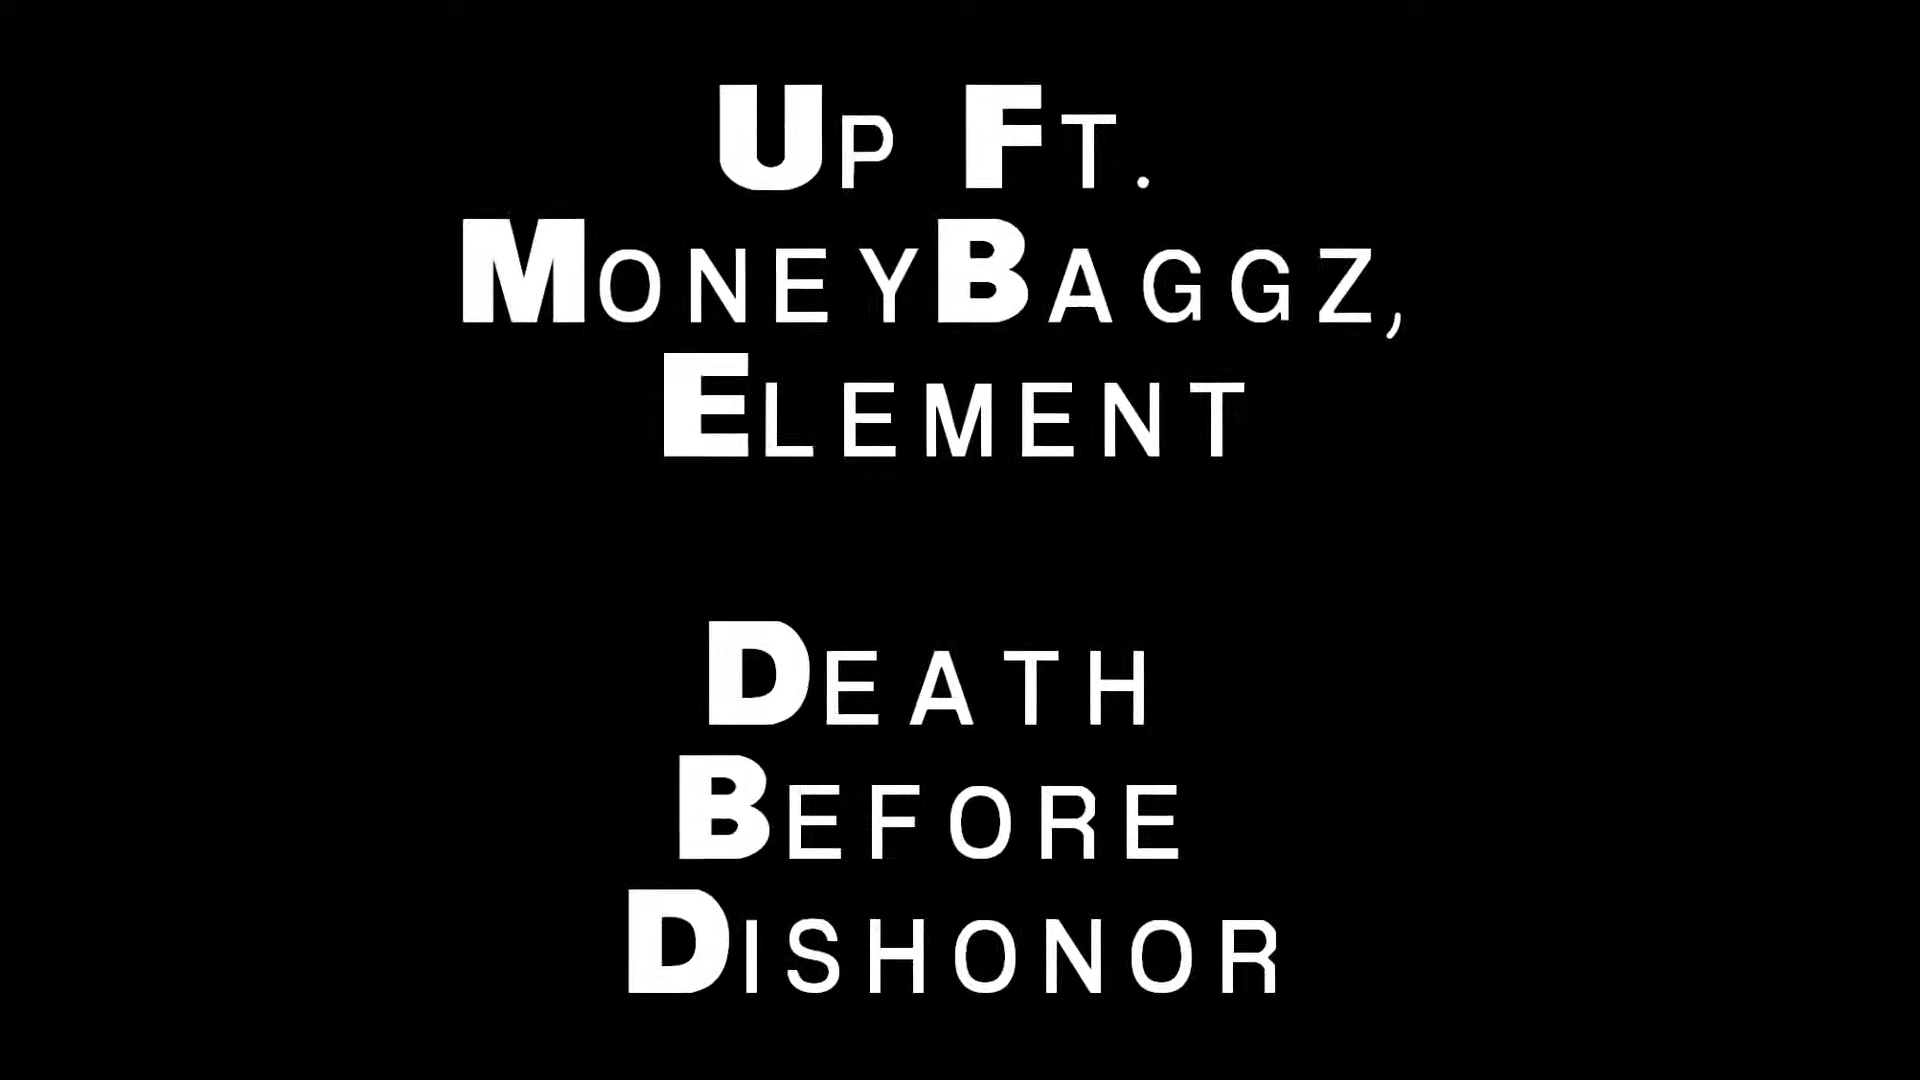 Up Ft.
MoneyBaggz,
Element
Death
Before
Dishonor